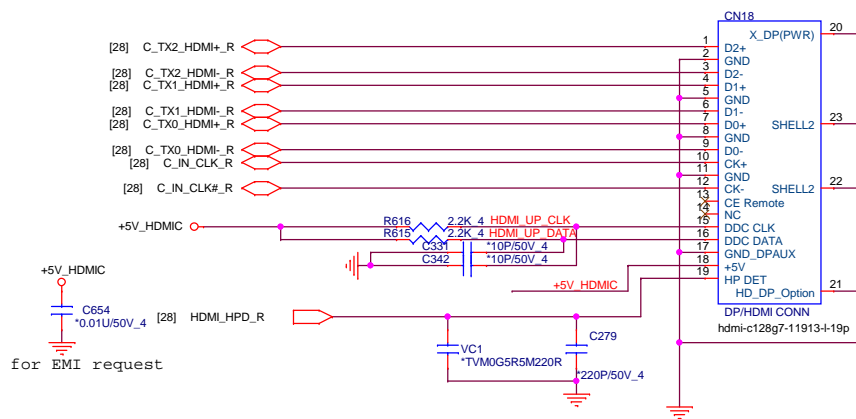 CN18
[28] C_TX2_HDMI+_R 1 D2+ X_DP(PWR) 20
2 GND
[28] C_TX2_HDMI-_R 3 D2-
[28] C_TX1_HDMI+_R 4 D1+
5 GND
[28] C_TX1_HDMI-_R 6 D1-
[28] C_TX0_HDMI+_R 7 D0+ SHELL2 23
8 GND
[28] C_TX0_HDMI-_R 9 D0-
[28] C_IN_CLK_R 10 CK+
11 GND
[28] C_IN_CLK#_R 12 CK- SHELL2 22
13 CE Remote
14 NC
+5V_HDMIC R616 2.2K_4 HDMI_UP_CLK 15 DDC CLK
R615 2.2K_4 HDMI_UP_DATA 16 DDC DATA
C331 *10P/50V_4 17 GND_DPAUX
C342 *10P/50V_4 18 +5V
19 HP DET
+5V_HDMIC
+5V_HDMIC HD_DP_Option 21
C654
*0.01U/50V_4
[28] HDMI_HPD_R
DP/HDMI CONN
hdmi-c128g7-11913-l-19p
VC1
*TVM0G5R5M220R
C279
*220P/50V_4
for EMI request